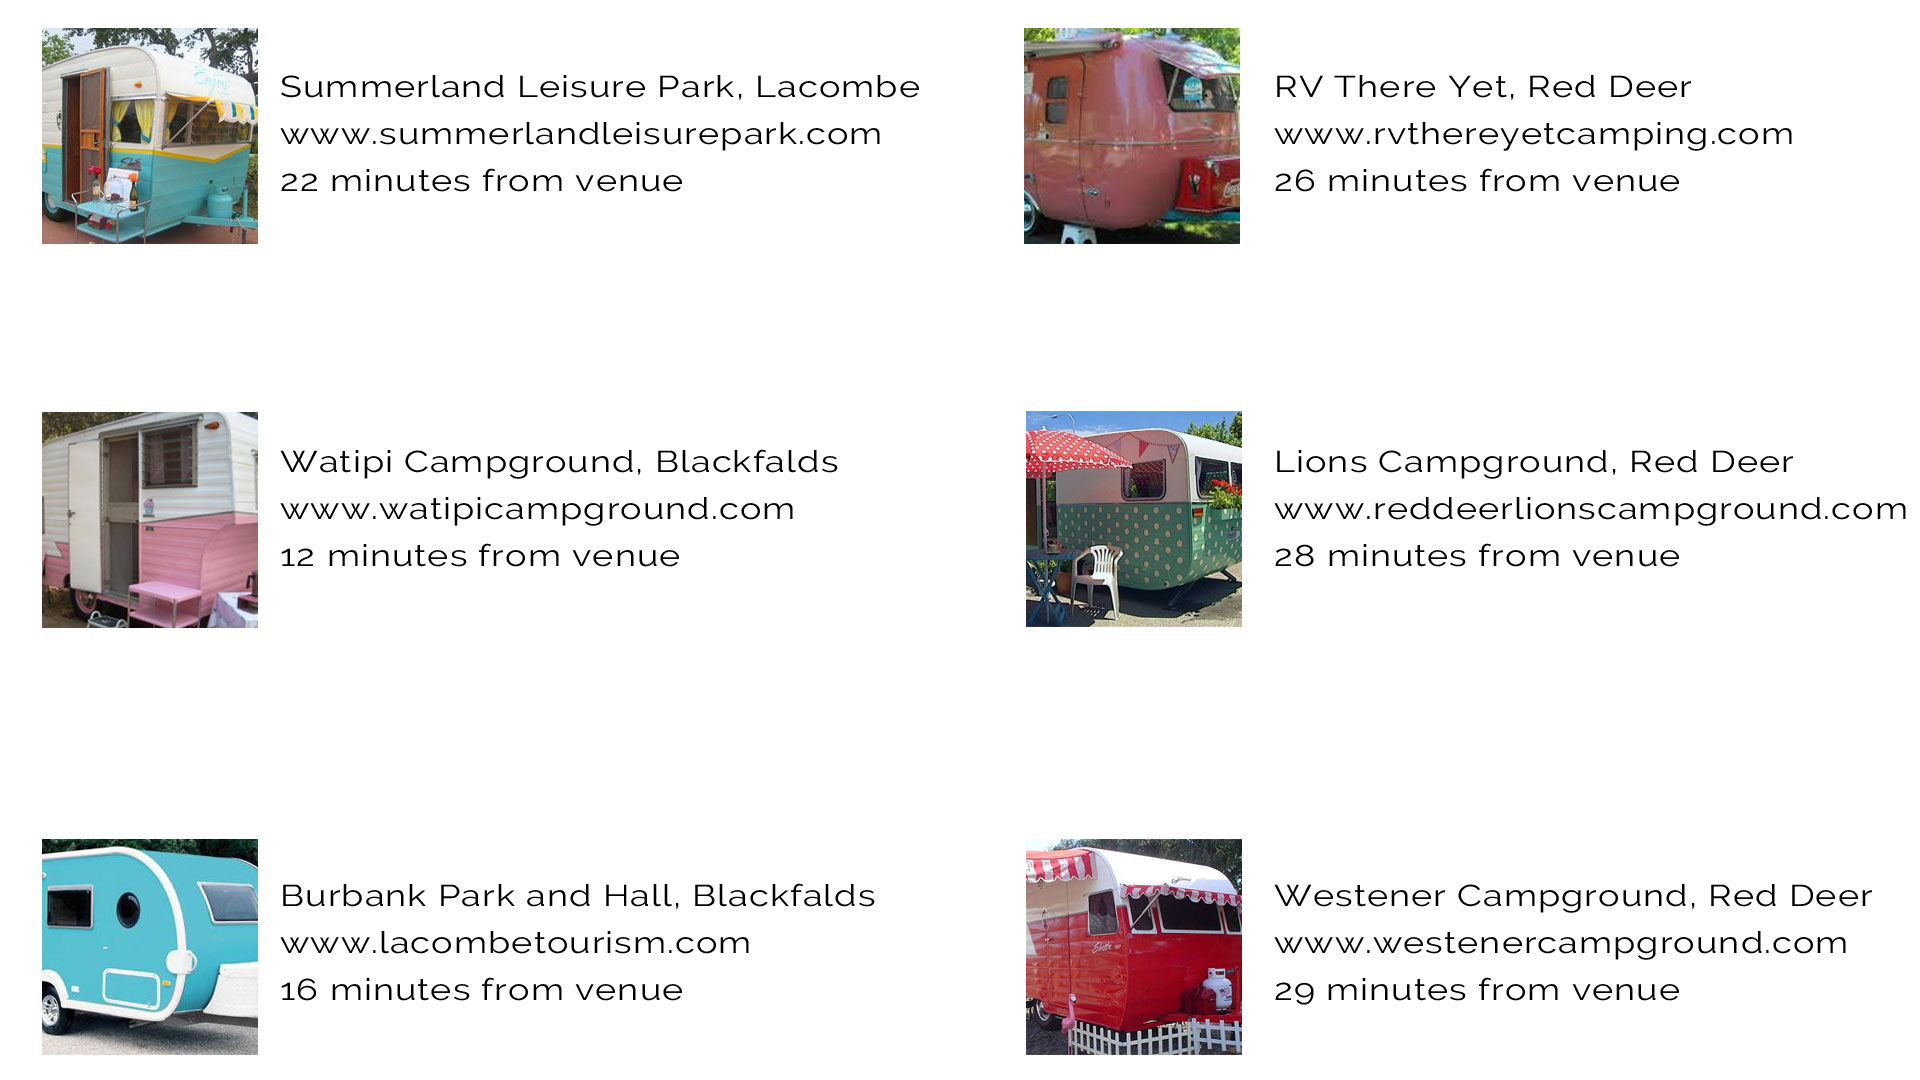 Summerland Leisure Park, Lacombe
www.summerlandleisurepark.com
22 minutes from venue
Watipi Campground, Blackfalds
www.watipicampground.com
12 minutes from venue
Burbank Park and Hall, Blackfalds
www.lacombetourism.com
16 minutes from venue
RV There Yet, Red Deer
www.rvthereyetcamping.com
26 minutes from venue
Lions Campground, Red Deer
www.reddeerlionscampground.com
28 minutes from venue
Westener Campground, Red Deer
www.westenercampground.com
29 minutes from venue